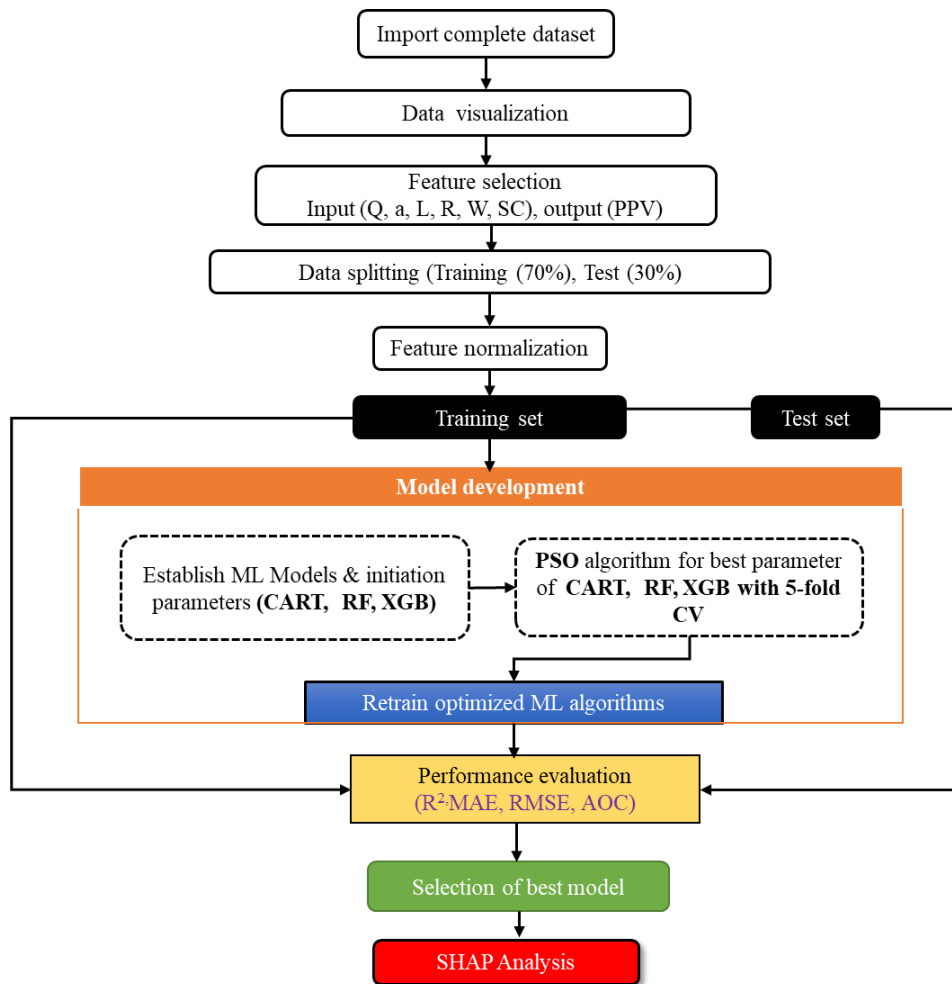 Import complete dataset
Data visualization
Feature selection
Input (Q, a, L, R, W, SC), output (PPV)
Data splitting (Training (70%), Test (30%)
Feature normalization
Training set
Test set
Model development
Establish ML Models & initiation
parameters (CART, RF, XGB)
PSO algorithm for best parameter
of CART, RF, XGB with 5-fold
CV
Retrain optimized ML algorithms
Performance evaluation
(R²,MAE, RMSE, AOC)
Selection of best model
SHAP Analysis